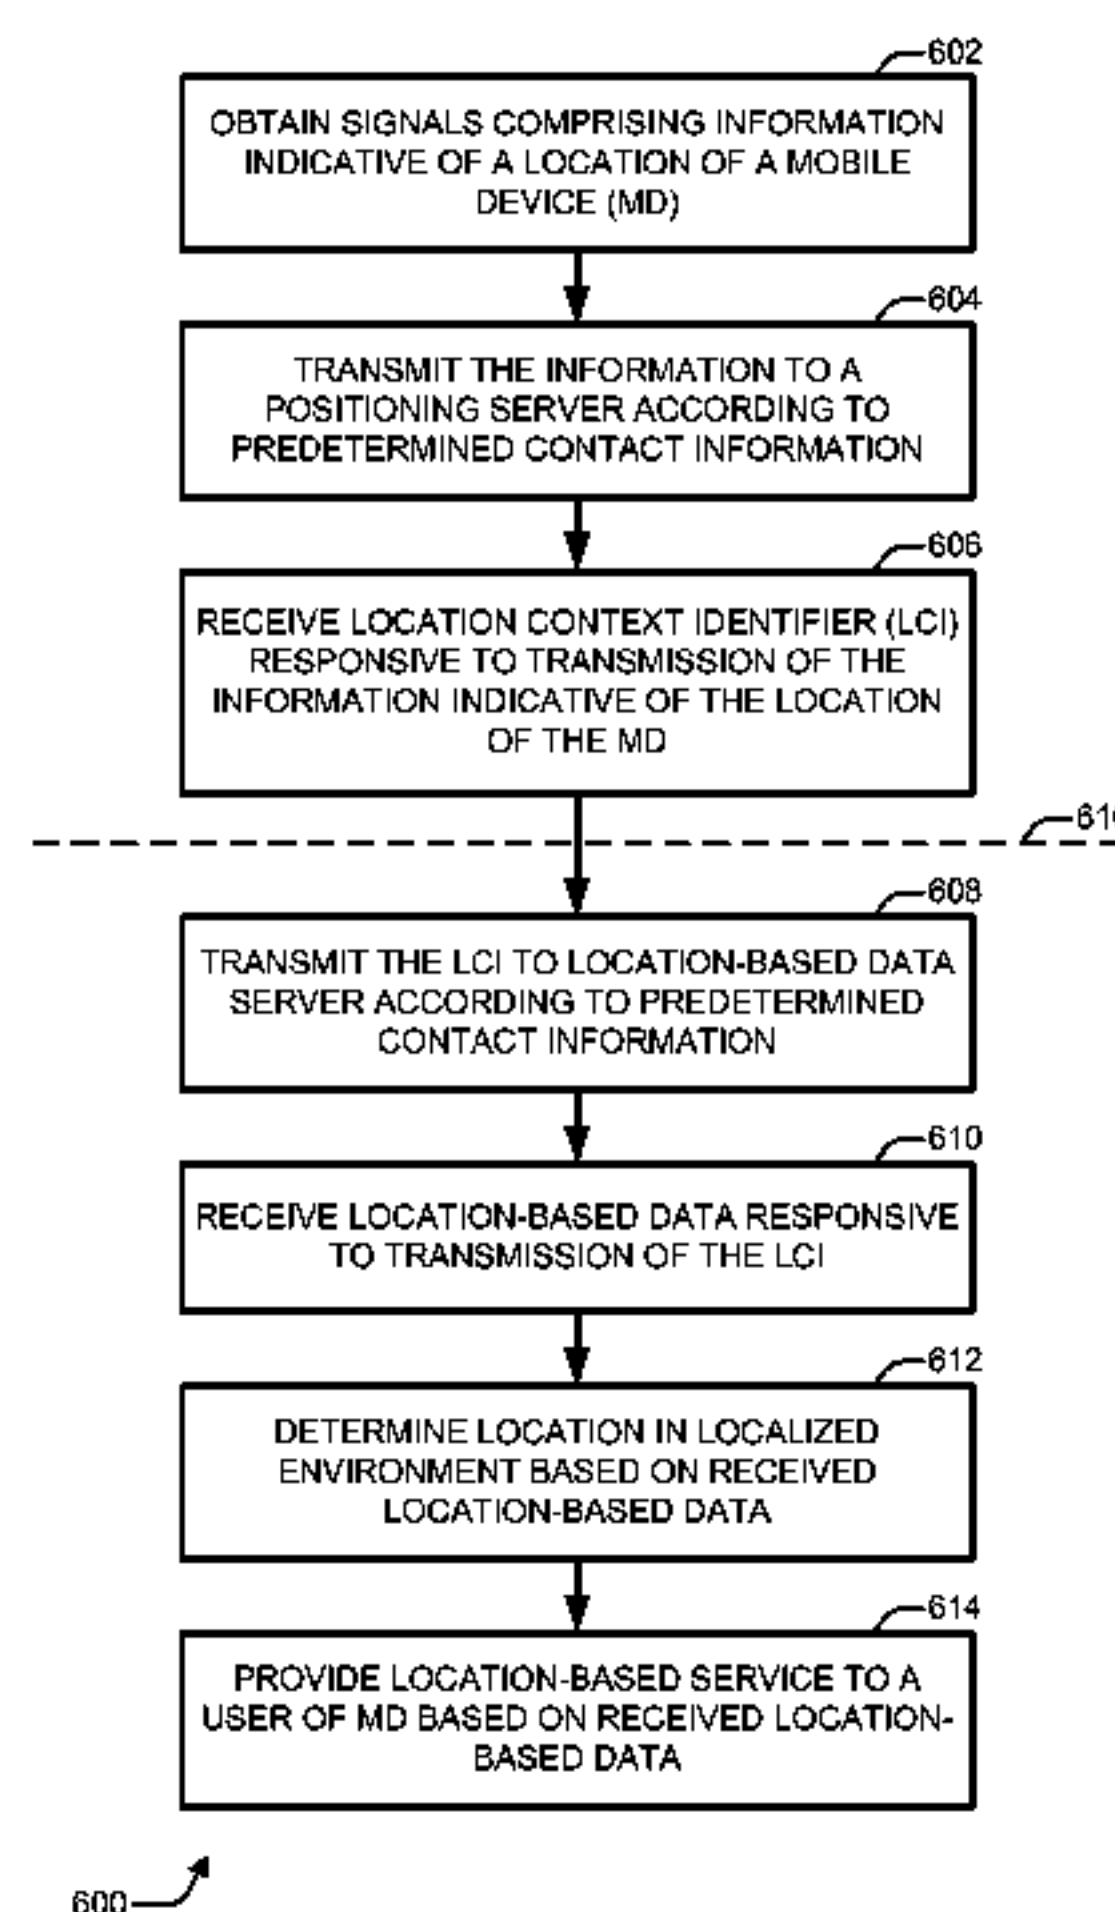 602
OBTAIN SIGNALS COMPRISING INFORMATION
INDICATIVE OF A LOCATION OF A MOBILE
DEVICE (MD)
604
TRANSMIT THE INFORMATION TO A
POSITIONING SERVER ACCORDING TO
PREDETERMINED CONTACT INFORMATION
606
RECEIVE LOCATION CONTEXT IDENTIFIER (LCI)
RESPONSIVE TO TRANSMISSION OF THE
INFORMATION INDICATIVE OF THE LOCATION
OF THE MD
608
TRANSMIT THE LCI TO LOCATION-BASED DATA
SERVER ACCORDING TO PREDETERMINED
CONTACT INFORMATION
610
RECEIVE LOCATION-BASED DATA RESPONSIVE
TO TRANSMISSION OF THE LCI
612
DETERMINE LOCATION IN LOCALIZED
ENVIRONMENT BASED ON RECEIVED
LOCATION-BASED DATA
614
PROVIDE LOCATION-BASED SERVICE TO A
USER OF MD BASED ON RECEIVED LOCATION-
BASED DATA
600